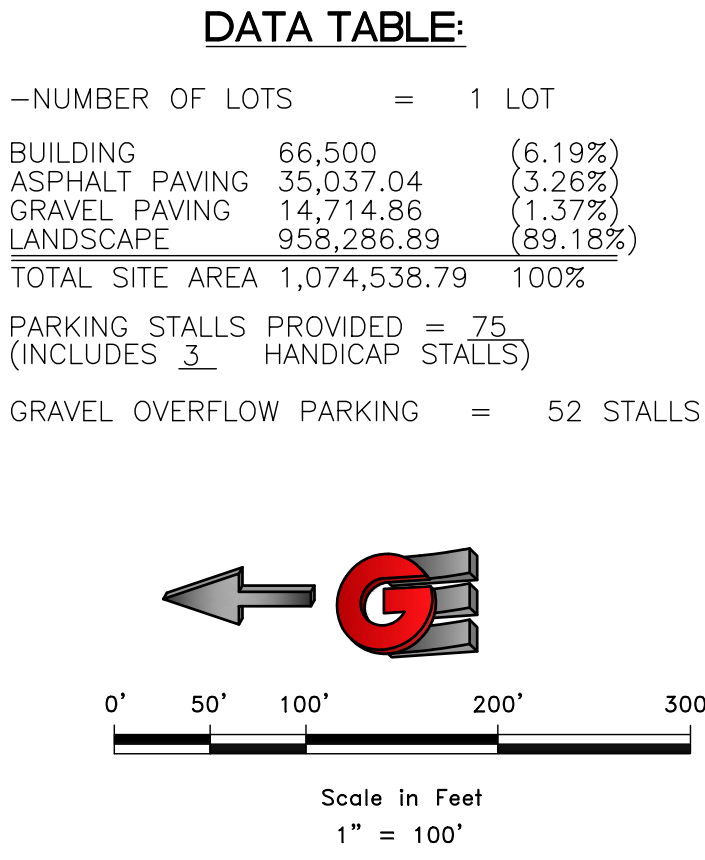 DATA TABLE:
-NUMBER OF LOTS = 1 LOT
BUILDING 66,500 (6.19%)
ASPHALT PAVING 35,037.04 (3.26%)
GRAVEL PAVING 14,714.86 (1.37%)
LANDSCAPE 958,286.89 (89.18%)
TOTAL SITE AREA 1,074,538.79 100%
PARKING STALLS PROVIDED = 75
(INCLUDES 3 HANDICAP STALLS)
GRAVEL OVERFLOW PARKING = 52 STALLS
GE
0' 50' 100' 200' 300
Scale in Feet
1" = 100'